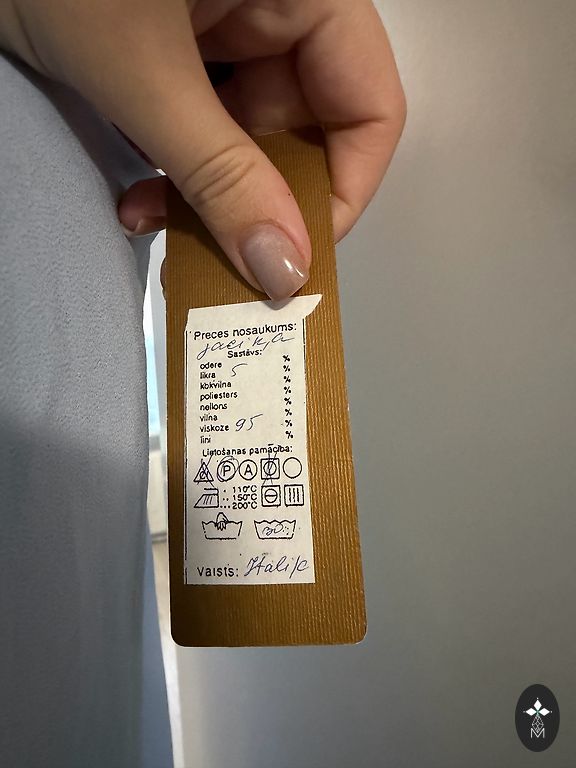 Preces nosaukums:
jaciņa
Sastāvs: %
odere %
likra 5 %
kokvilna %
poliesters %
neilons %
vilna %
viskoze 95 %
lini %
Lietošanas pamācība:
P A
. 110°C
.. 150°C
... 200°C
30°
Valsts: Itālija
M